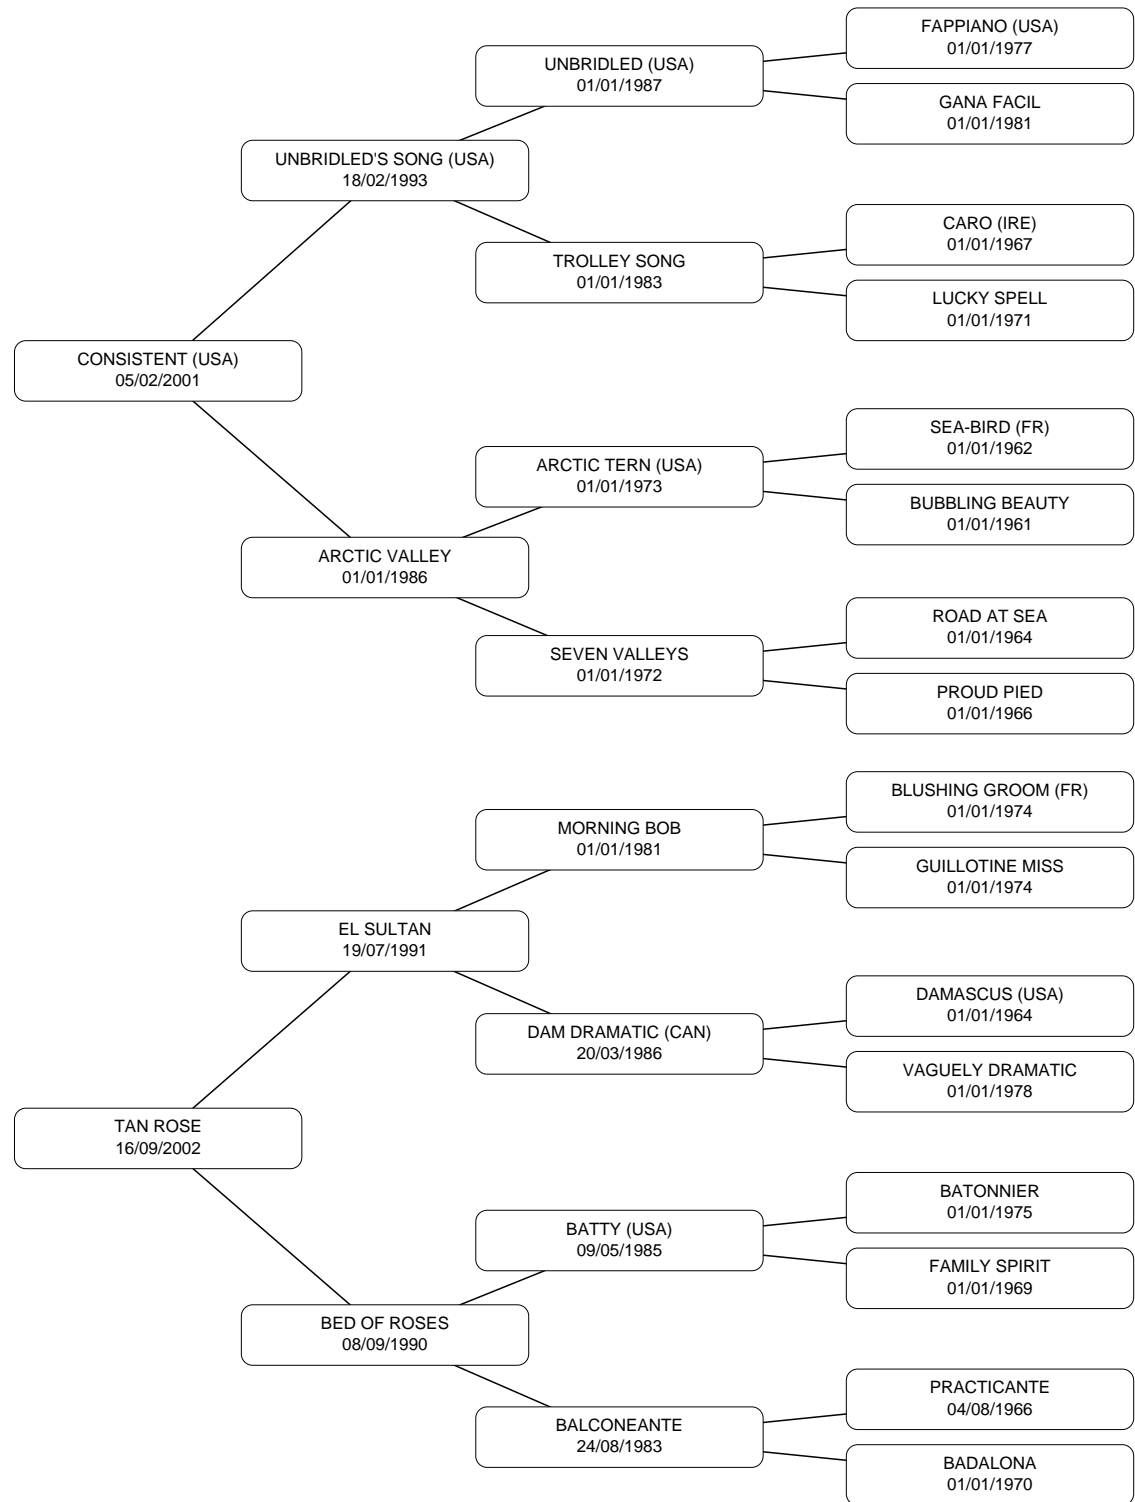 FAPPIANO (USA)
01/01/1977
UNBRIDLED (USA)
01/01/1987
GANA FACIL
01/01/1981
UNBRIDLED'S SONG (USA)
18/02/1993
CARO (IRE)
01/01/1967
TROLLEY SONG
01/01/1983
LUCKY SPELL
01/01/1971
CONSISTENT (USA)
05/02/2001
SEA-BIRD (FR)
01/01/1962
ARCTIC TERN (USA)
01/01/1973
BUBBLING BEAUTY
01/01/1961
ARCTIC VALLEY
01/01/1986
ROAD AT SEA
01/01/1964
SEVEN VALLEYS
01/01/1972
PROUD PIED
01/01/1966
BLUSHING GROOM (FR)
01/01/1974
MORNING BOB
01/01/1981
GUILLOTINE MISS
01/01/1974
EL SULTAN
19/07/1991
DAMASCUS (USA)
01/01/1964
DAM DRAMATIC (CAN)
20/03/1986
VAGUELY DRAMATIC
01/01/1978
TAN ROSE
16/09/2002
BATONNIER
01/01/1975
BATTY (USA)
09/05/1985
FAMILY SPIRIT
01/01/1969
BED OF ROSES
08/09/1990
PRACTICANTE
04/08/1966
BALCONEANTE
24/08/1983
BADALONA
01/01/1970